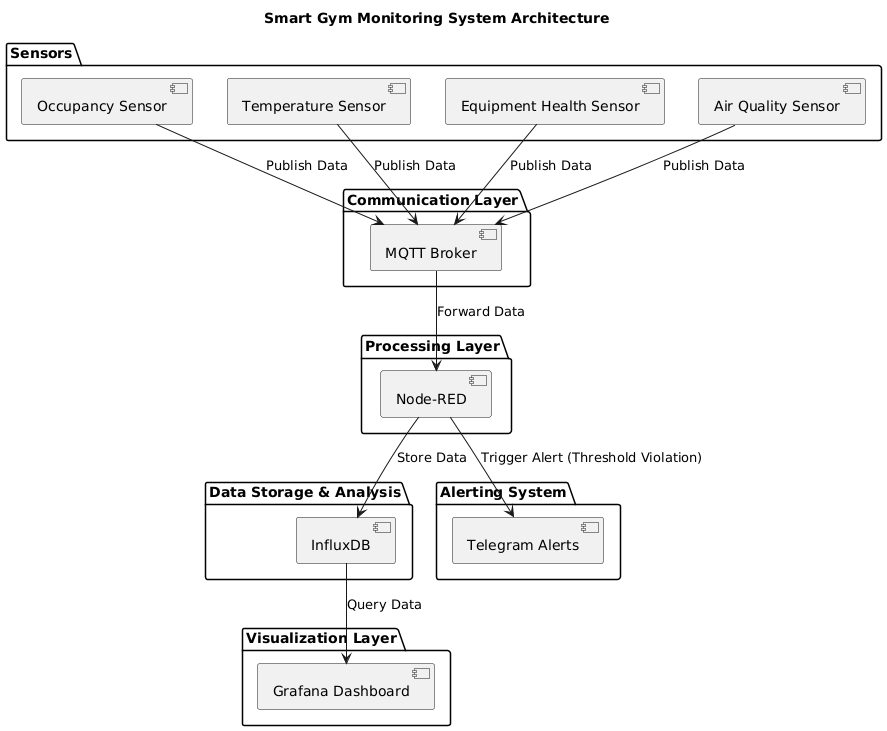 Smart Gym Monitoring System Architecture
Sensors
Occupancy Sensor
Temperature Sensor
Equipment Health Sensor
Air Quality Sensor
Publish Data
Publish Data
Publish Data
Publish Data
Communication Layer
MQTT Broker
Forward Data
Processing Layer
Node-RED
Store Data
Trigger Alert (Threshold Violation)
Data Storage & Analysis
Alerting System
InfluxDB
Telegram Alerts
Query Data
Visualization Layer
Grafana Dashboard